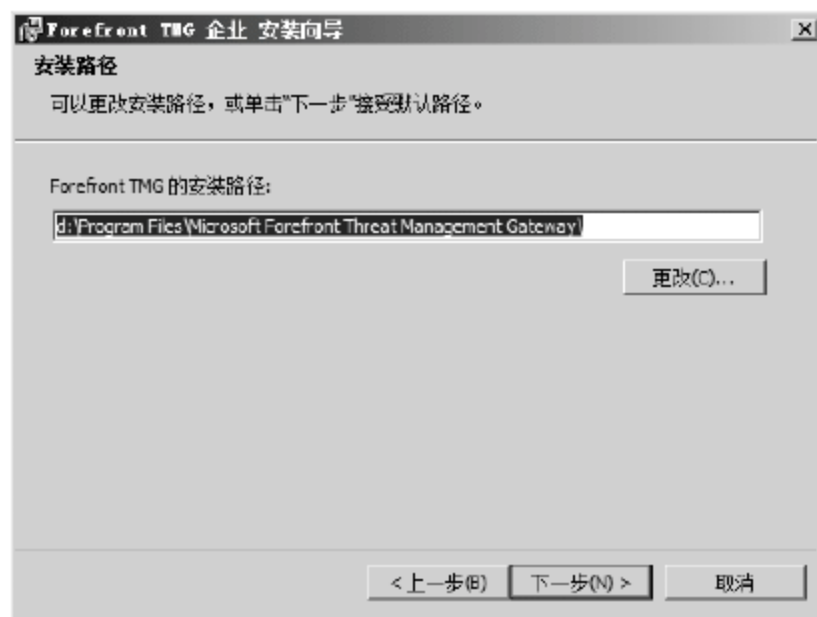 Forefront TMG 企业 安装向导
安装路径
可以更改安装路径，或单击“下一步”接受默认路径。
Forefront TMG 的安装路径:
d:\Program Files\Microsoft Forefront Threat Management Gateway\
更改(C)...
<上一步(B) 下一步(N) > 取消